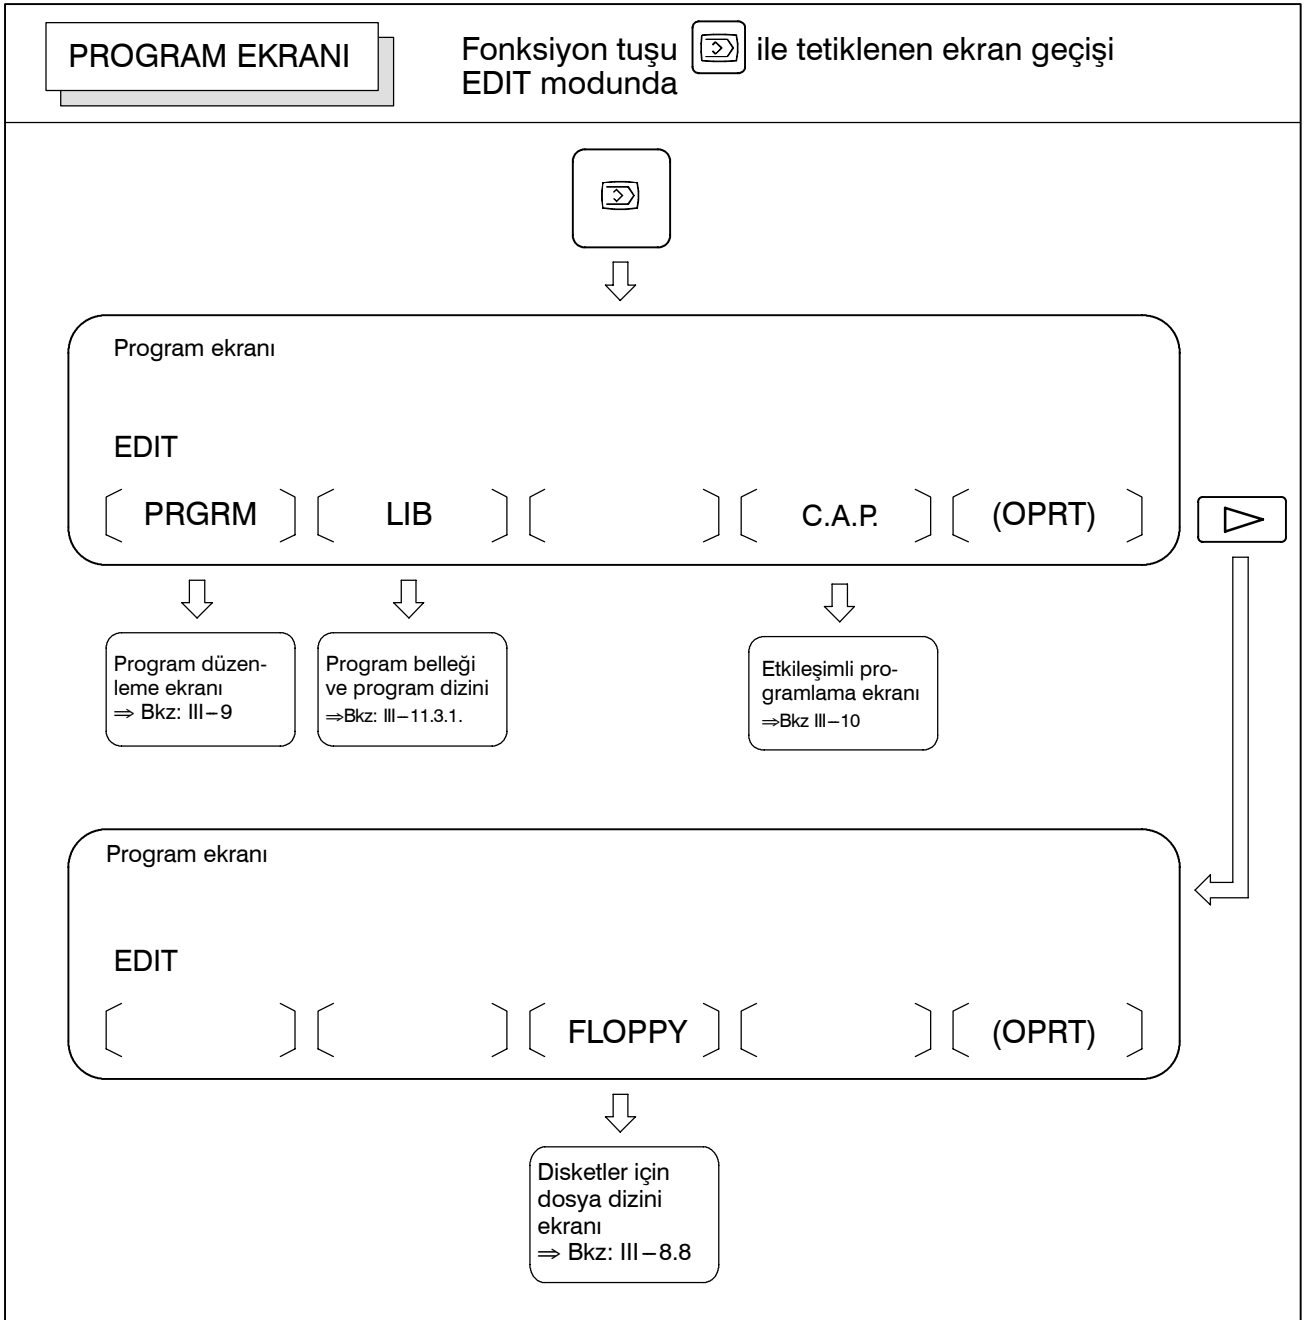 PROGRAM EKRANI
Fonksiyon tuşu ile tetiklenen ekran geçişi
EDIT modunda
Program ekranı
EDIT
PRGRM LIB C.A.P. (OPRT)
Program düzen-
leme ekranı
⇒ Bkz: III–9
Program belleği
ve program dizini
⇒Bkz: III–11.3.1.
Etkileşimli pro-
gramlama ekranı
⇒Bkz III–10
Program ekranı
EDIT
FLOPPY (OPRT)
Disketler için
dosya dizini
ekranı
⇒ Bkz: III–8.8